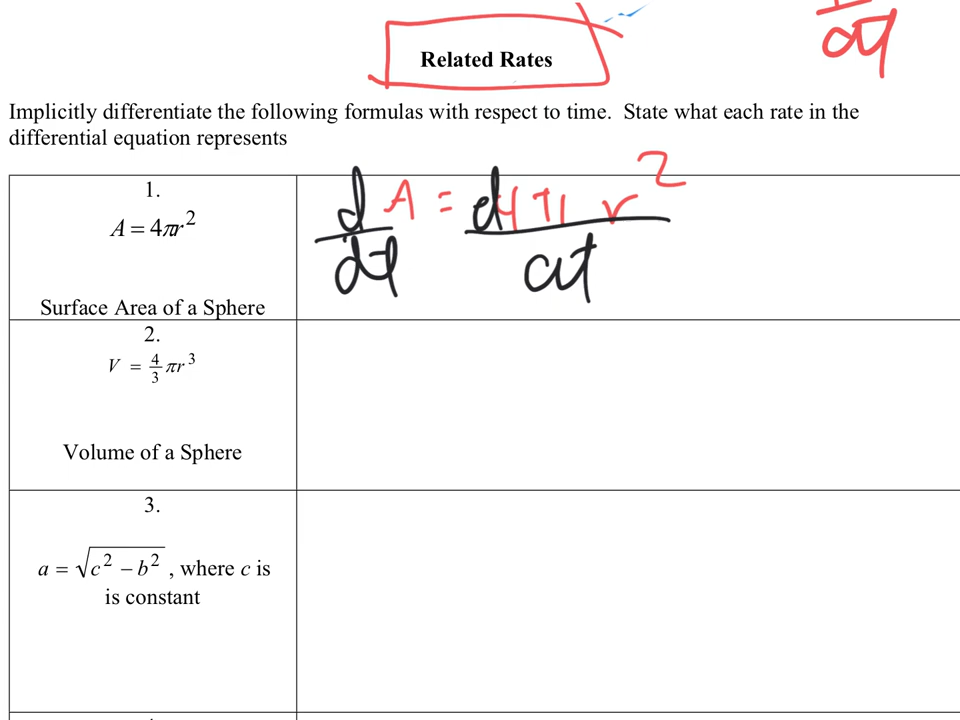 dt
Related Rates
Implicitly differentiate the following formulas with respect to time. State what each rate in the
differential equation represents
1.
A = 4πr²
Surface Area of a Sphere
d/dt A = d4πr²/dt
2.
V = 4/3 πr³
Volume of a Sphere
3.
a = √(c² − b²) , where c is
is constant